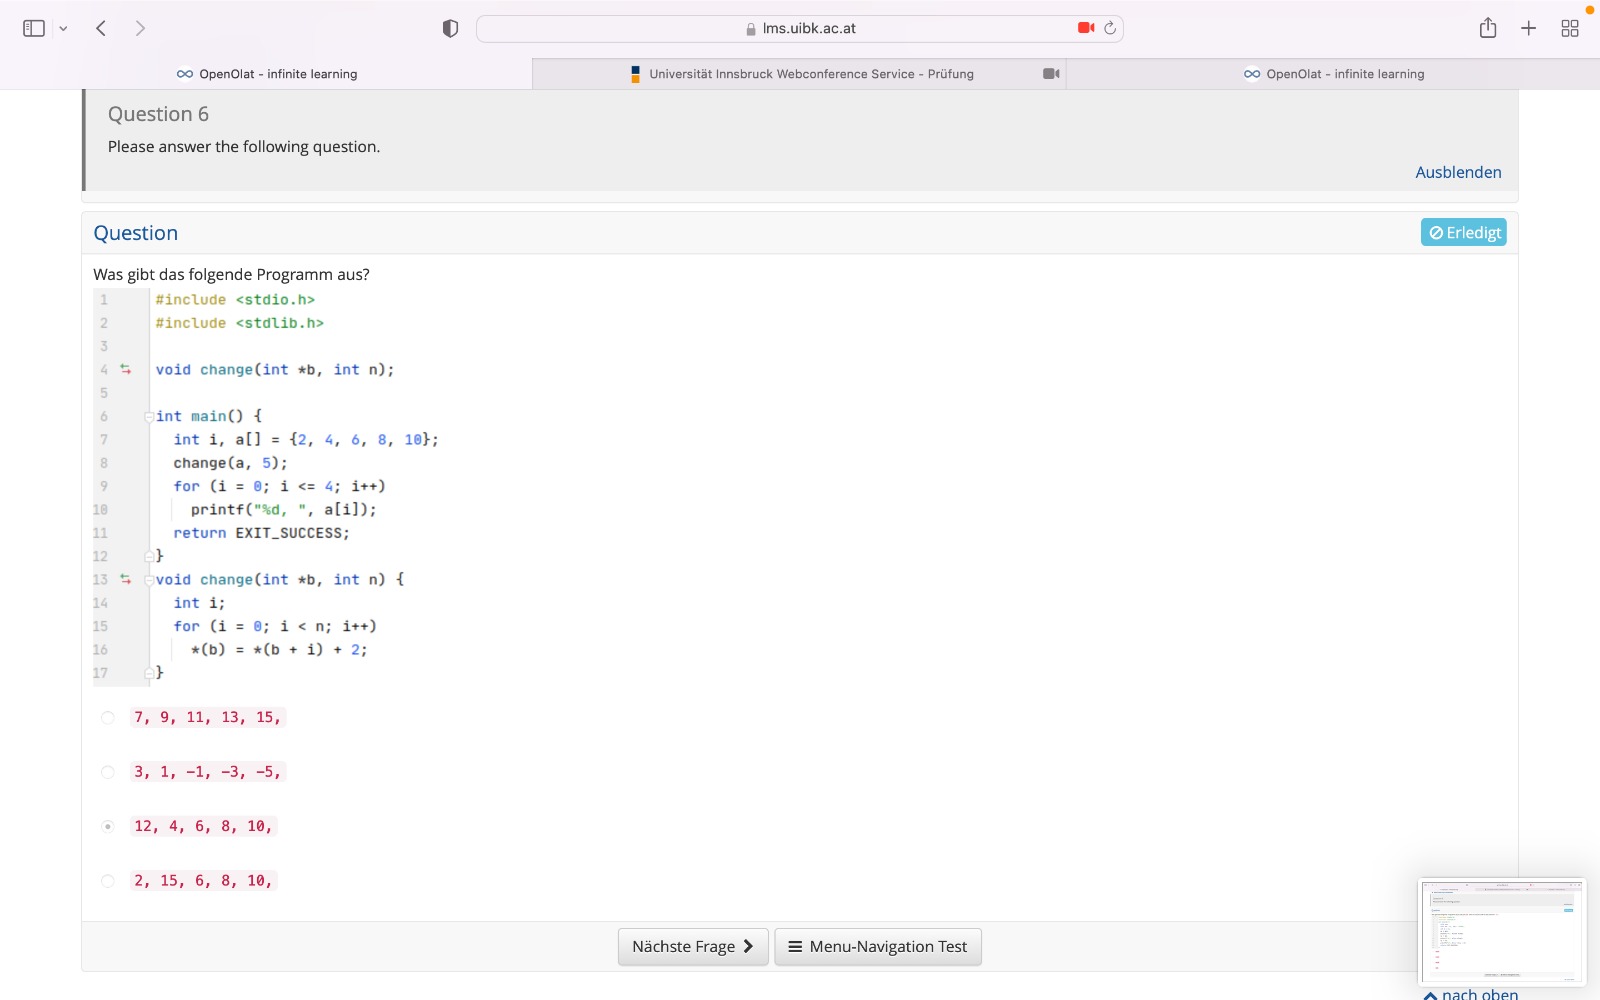 lms.uibk.ac.at
OpenOlat - infinite learning
Universität Innsbruck Webconference Service - Prüfung
OpenOlat - infinite learning
Question 6
Please answer the following question.
Ausblenden
Question
Erledigt
Was gibt das folgende Programm aus?
1 #include <stdio.h>
2 #include <stdlib.h>
3
4 void change(int *b, int n);
5
6 int main() {
7 int i, a[] = {2, 4, 6, 8, 10};
8 change(a, 5);
9 for (i = 0; i <= 4; i++)
10 printf("%d, ", a[i]);
11 return EXIT_SUCCESS;
12 }
13 void change(int *b, int n) {
14 int i;
15 for (i = 0; i < n; i++)
16 *(b) = *(b + i) + 2;
17 }
7, 9, 11, 13, 15,
3, 1, -1, -3, -5,
12, 4, 6, 8, 10,
2, 15, 6, 8, 10,
Nächste Frage
Menu-Navigation Test
nach oben